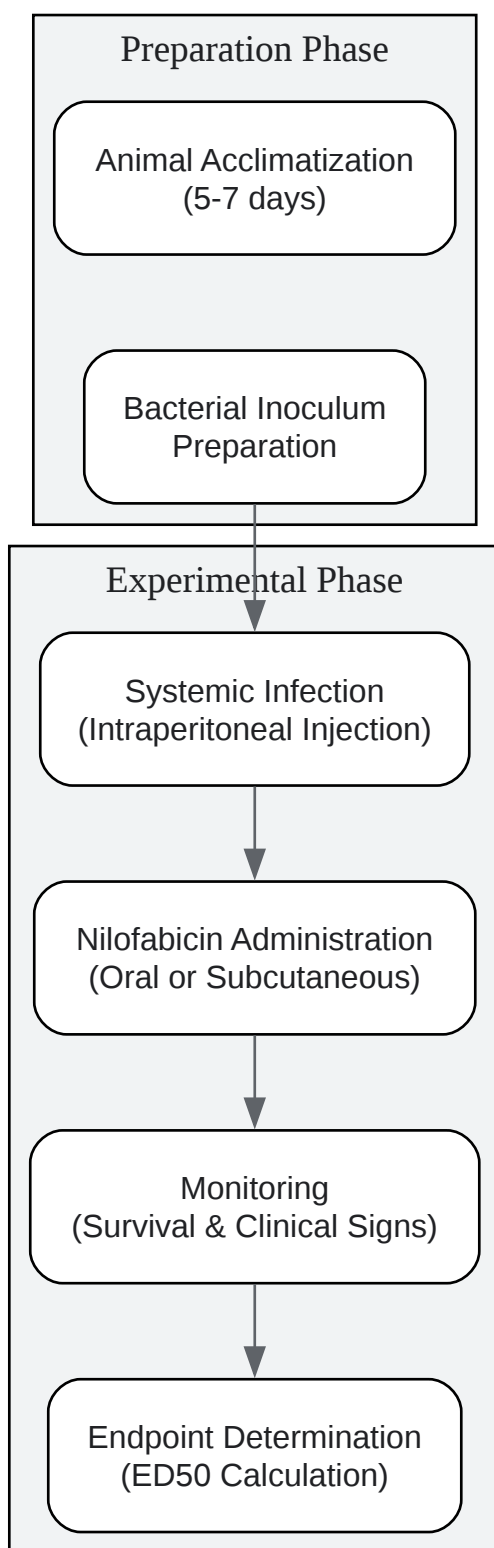 Preparation Phase
Animal Acclimatization
(5-7 days)
Bacterial Inoculum
Preparation
Experimental Phase
Systemic Infection
(Intraperitoneal Injection)
Nilofabicin Administration
(Oral or Subcutaneous)
Monitoring
(Survival & Clinical Signs)
Endpoint Determination
(ED50 Calculation)